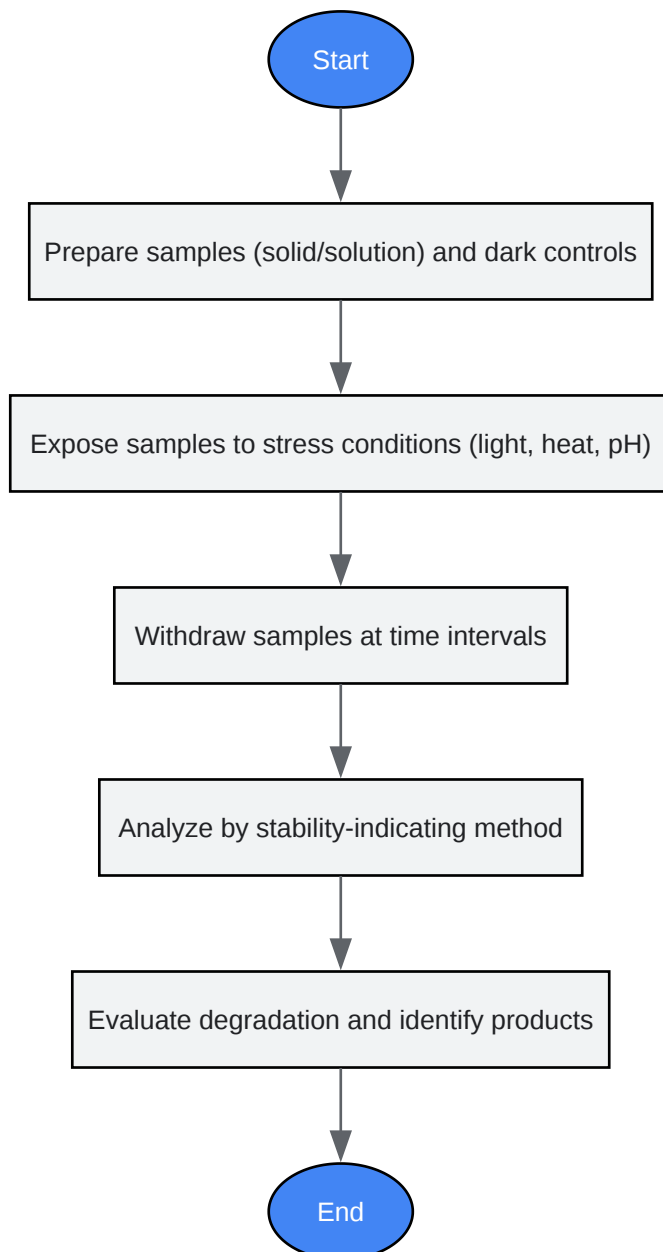 Start
Prepare samples (solid/solution) and dark controls
Expose samples to stress conditions (light, heat, pH)
Withdraw samples at time intervals
Analyze by stability-indicating method
Evaluate degradation and identify products
End